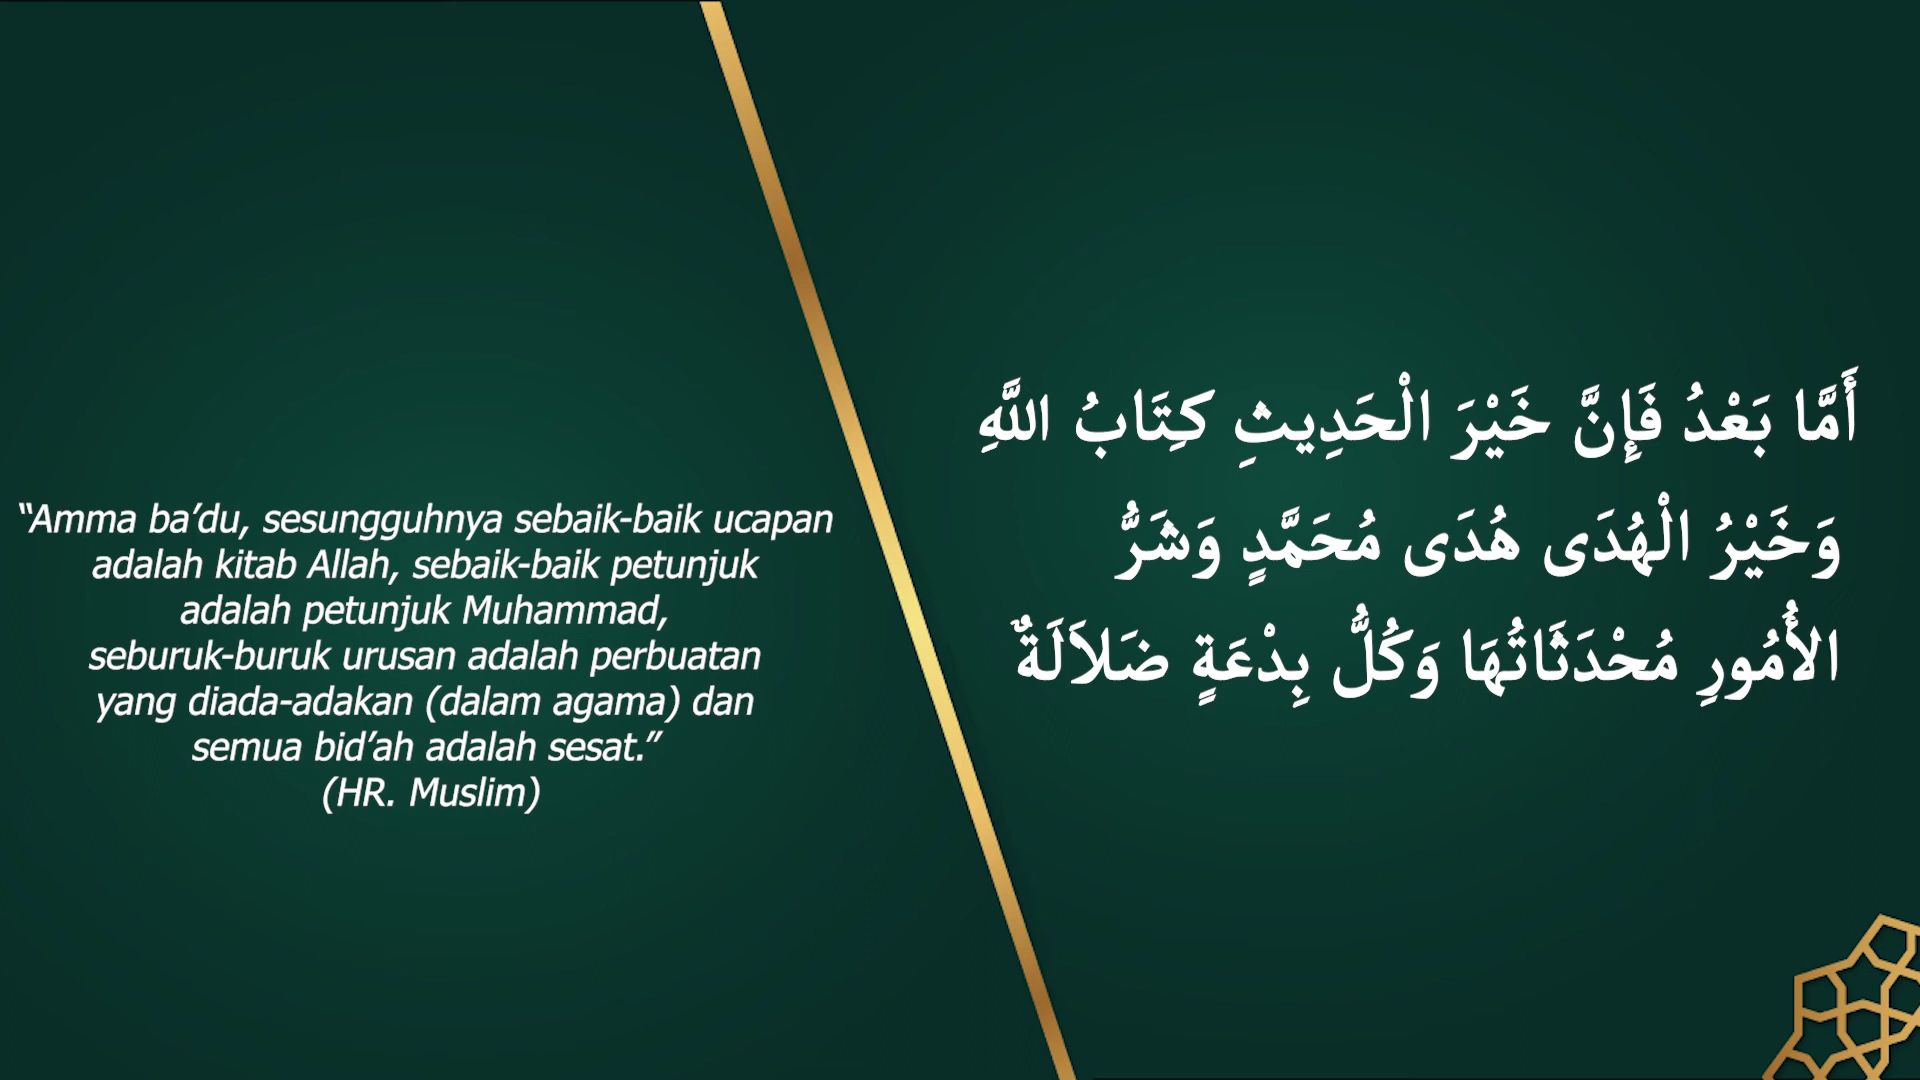 “Amma ba’du, sesungguhnya sebaik-baik ucapan
adalah kitab Allah, sebaik-baik petunjuk
adalah petunjuk Muhammad,
seburuk-buruk urusan adalah perbuatan
yang diada-adakan (dalam agama) dan
semua bid’ah adalah sesat.”
(HR. Muslim)
أَمَّا بَعْدُ فَإِنَّ خَيْرَ الْحَدِيثِ كِتَابُ اللَّهِ
وَخَيْرُ الْهُدَى هُدَى مُحَمَّدٍ وَشَرُّ
الأُمُورِ مُحْدَثَاتُهَا وَكُلُّ بِدْعَةٍ ضَلاَلَةٌ